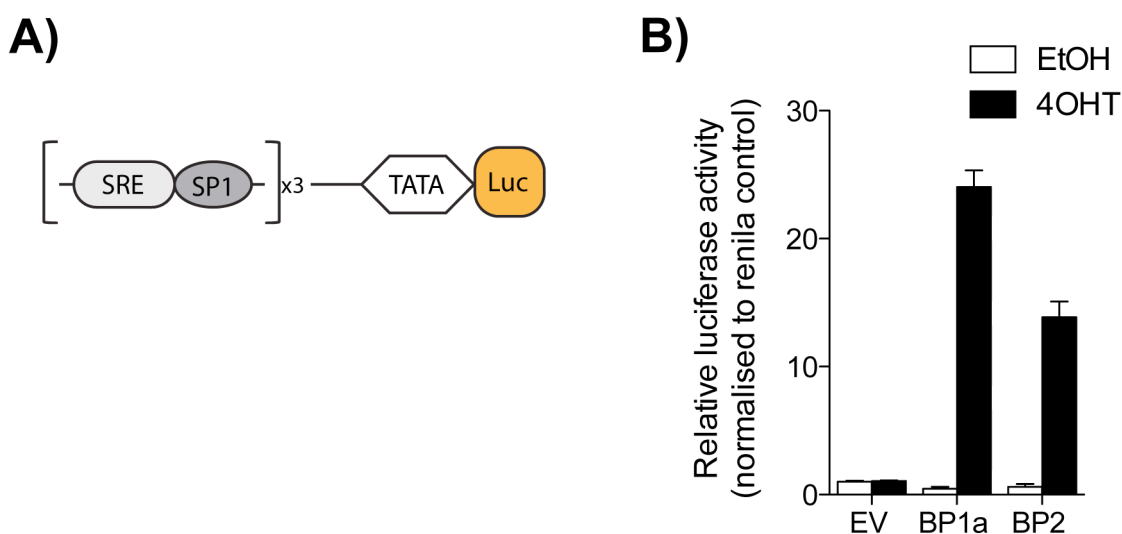 A)
SRE
SP1
x3
TATA
Luc
B)
EtOH
4OHT
Relative luciferase activity
(normalised to renila control)
30
20
10
0
EV
BP1a
BP2